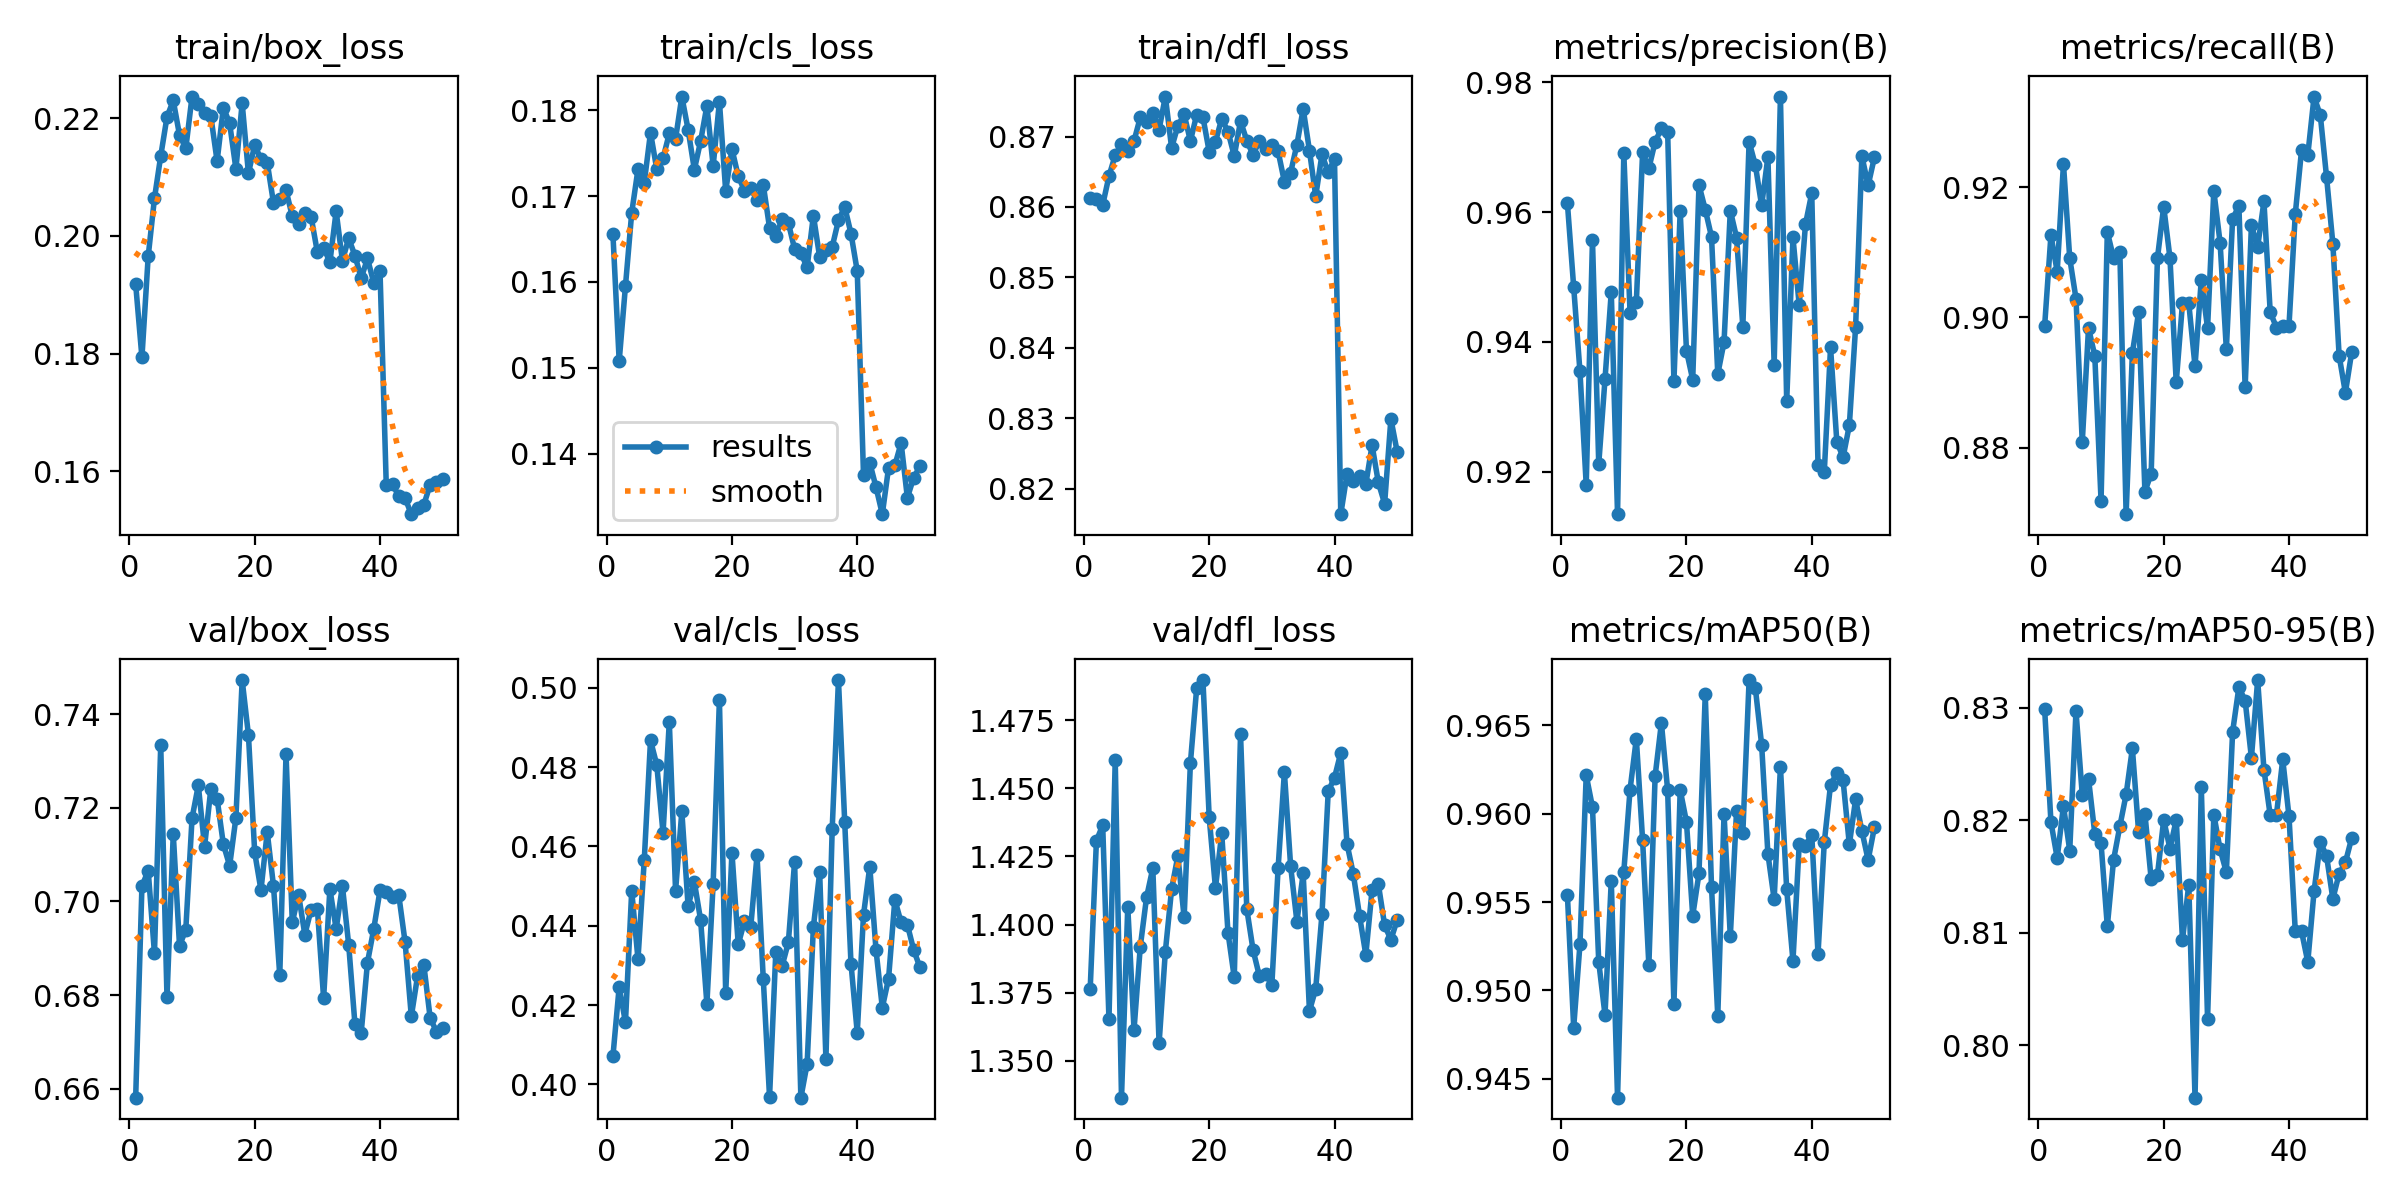 train/box_loss
0.22
0.20
0.18
0.16
0 20 40
train/cls_loss
0.18
0.17
0.16
0.15
0.14
results
smooth
0 20 40
train/dfl_loss
0.87
0.86
0.85
0.84
0.83
0.82
0 20 40
metrics/precision(B)
0.98
0.96
0.94
0.92
0 20 40
metrics/recall(B)
0.92
0.90
0.88
0 20 40
val/box_loss
0.74
0.72
0.70
0.68
0.66
0 20 40
val/cls_loss
0.50
0.48
0.46
0.44
0.42
0.40
0 20 40
val/dfl_loss
1.475
1.450
1.425
1.400
1.375
1.350
0 20 40
metrics/mAP50(B)
0.965
0.960
0.955
0.950
0.945
0 20 40
metrics/mAP50-95(B)
0.83
0.82
0.81
0.80
0 20 40